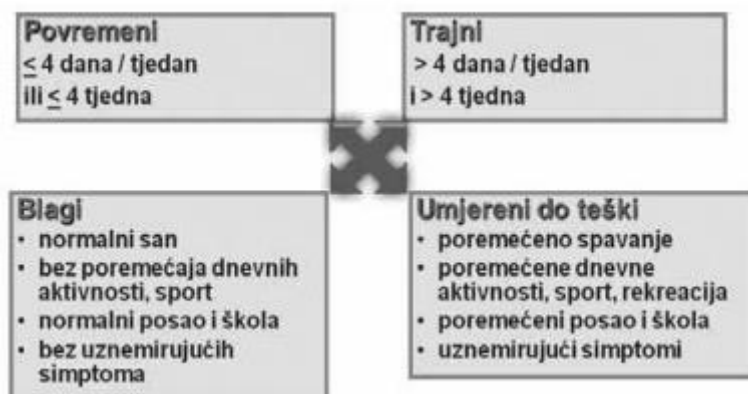 Povremeni
≤ 4 dana / tjedan
ili ≤ 4 tjedna
Trajni
> 4 dana / tjedan
i > 4 tjedna
Blagi
• normalni san
• bez poremećaja dnevnih
aktivnosti, sport
• normalni posao i škola
• bez uznemirujućih
simptoma
Umjereni do teški
• poremećeno spavanje
• poremećene dnevne
aktivnosti, sport, rekreacija
• poremećeni posao i škola
• uznemirujući simptomi